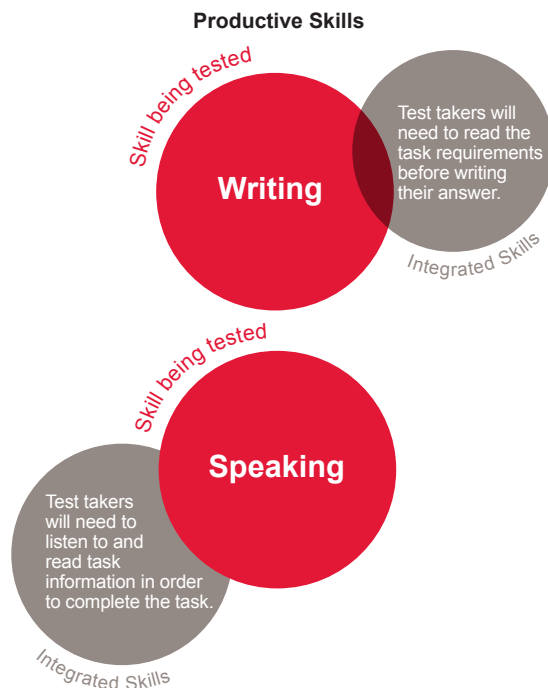 Productive Skills
Skill being tested
Writing
Test takers will
need to read the
task requirements
before writing
their answer.
Integrated Skills
Skill being tested
Speaking
Test takers
will need to
listen to and
read task
information in order
to complete the task.
Integrated Skills